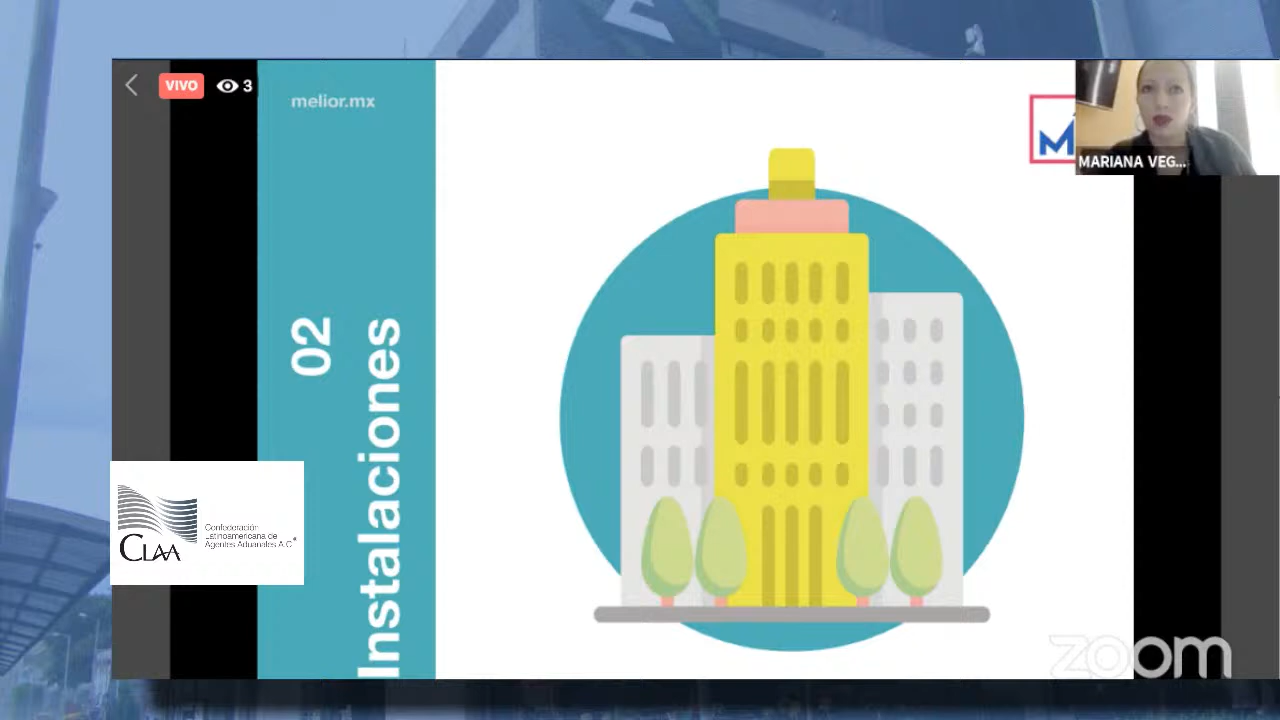 VIVO 3
melior.mx
M
MARIANA VEG...
02
Instalaciones
CLAA
Confederación
Latinoamericana de
Agentes Aduanales A.C®
zoom